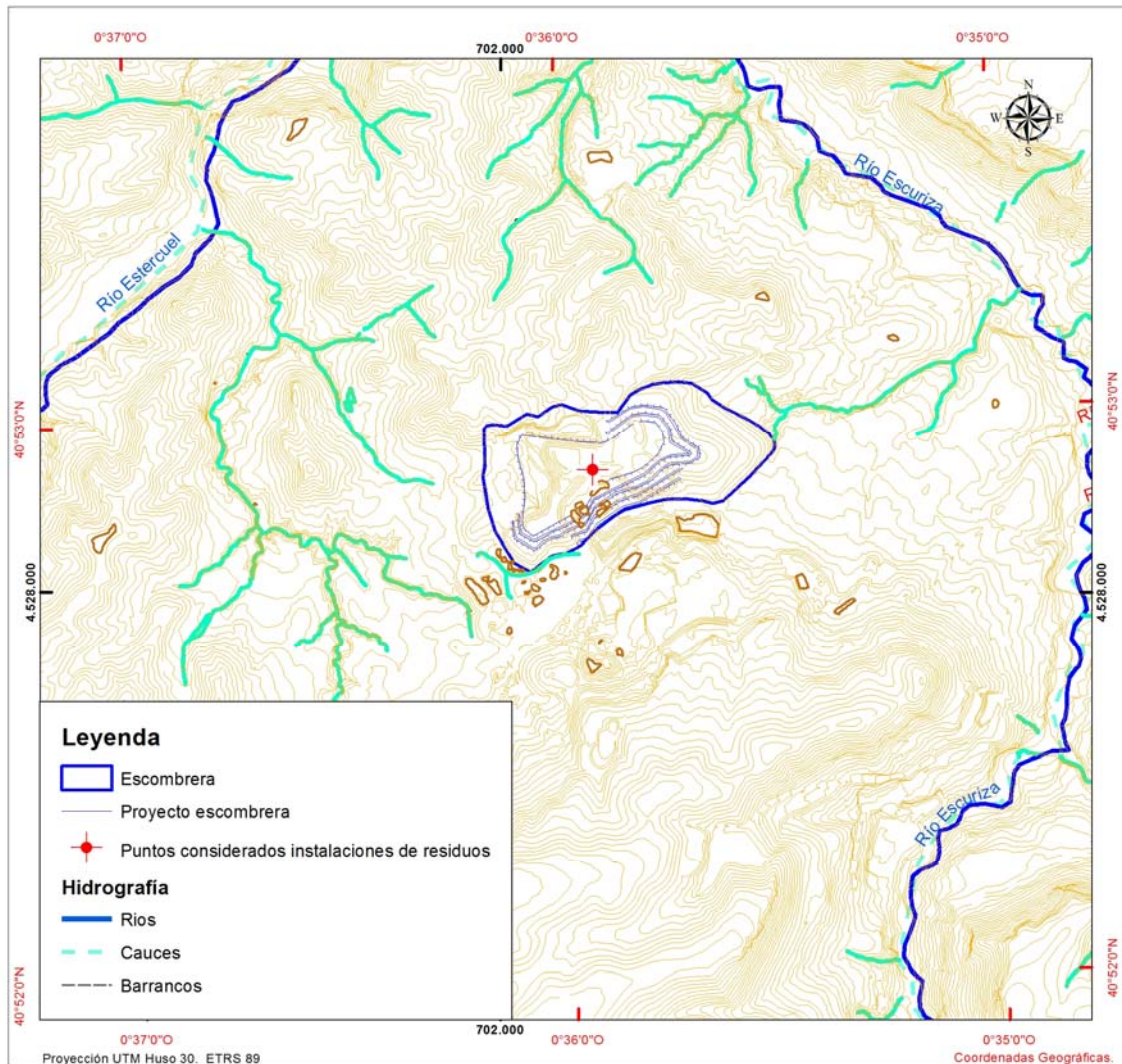 0°37'0"O
702.000
0°36'0"O
0°35'0"O
N
W
E
S
Río Escuriza
Río Estercuel
40°53'0"N
40°53'0"N
R
4.528.000
4.528.000
Leyenda
Escombrera
Proyecto escombrera
Puntos considerados instalaciones de residuos
Hidrografía
Rios
Cauces
Barrancos
Río Escuriza
40°52'0"N
40°52'0"N
0°37'0"O
702.000
0°36'0"O
0°35'0"O
Proyección UTM Huso 30. ETRS 89
Coordenadas Geográficas.